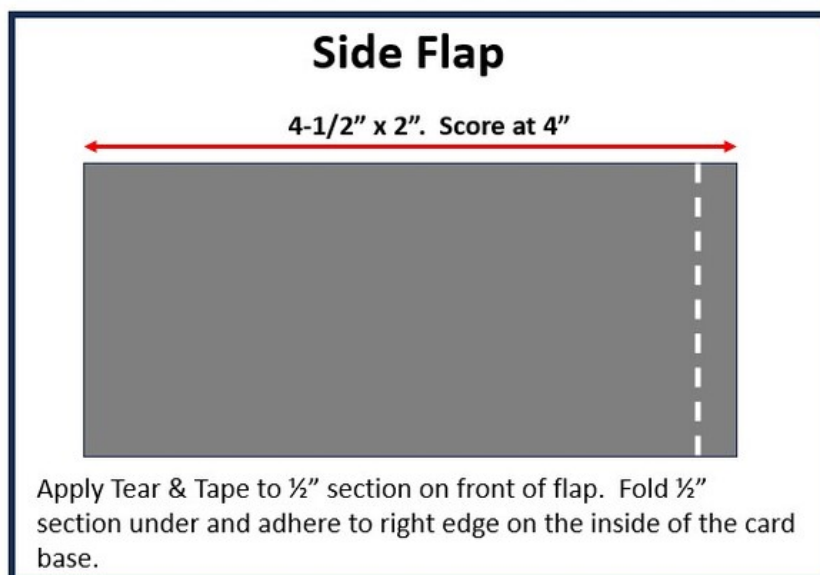 Side Flap
4-1/2” x 2”.  Score at 4”
Apply Tear & Tape to ½” section on front of flap.  Fold ½”
section under and adhere to right edge on the inside of the card
base.